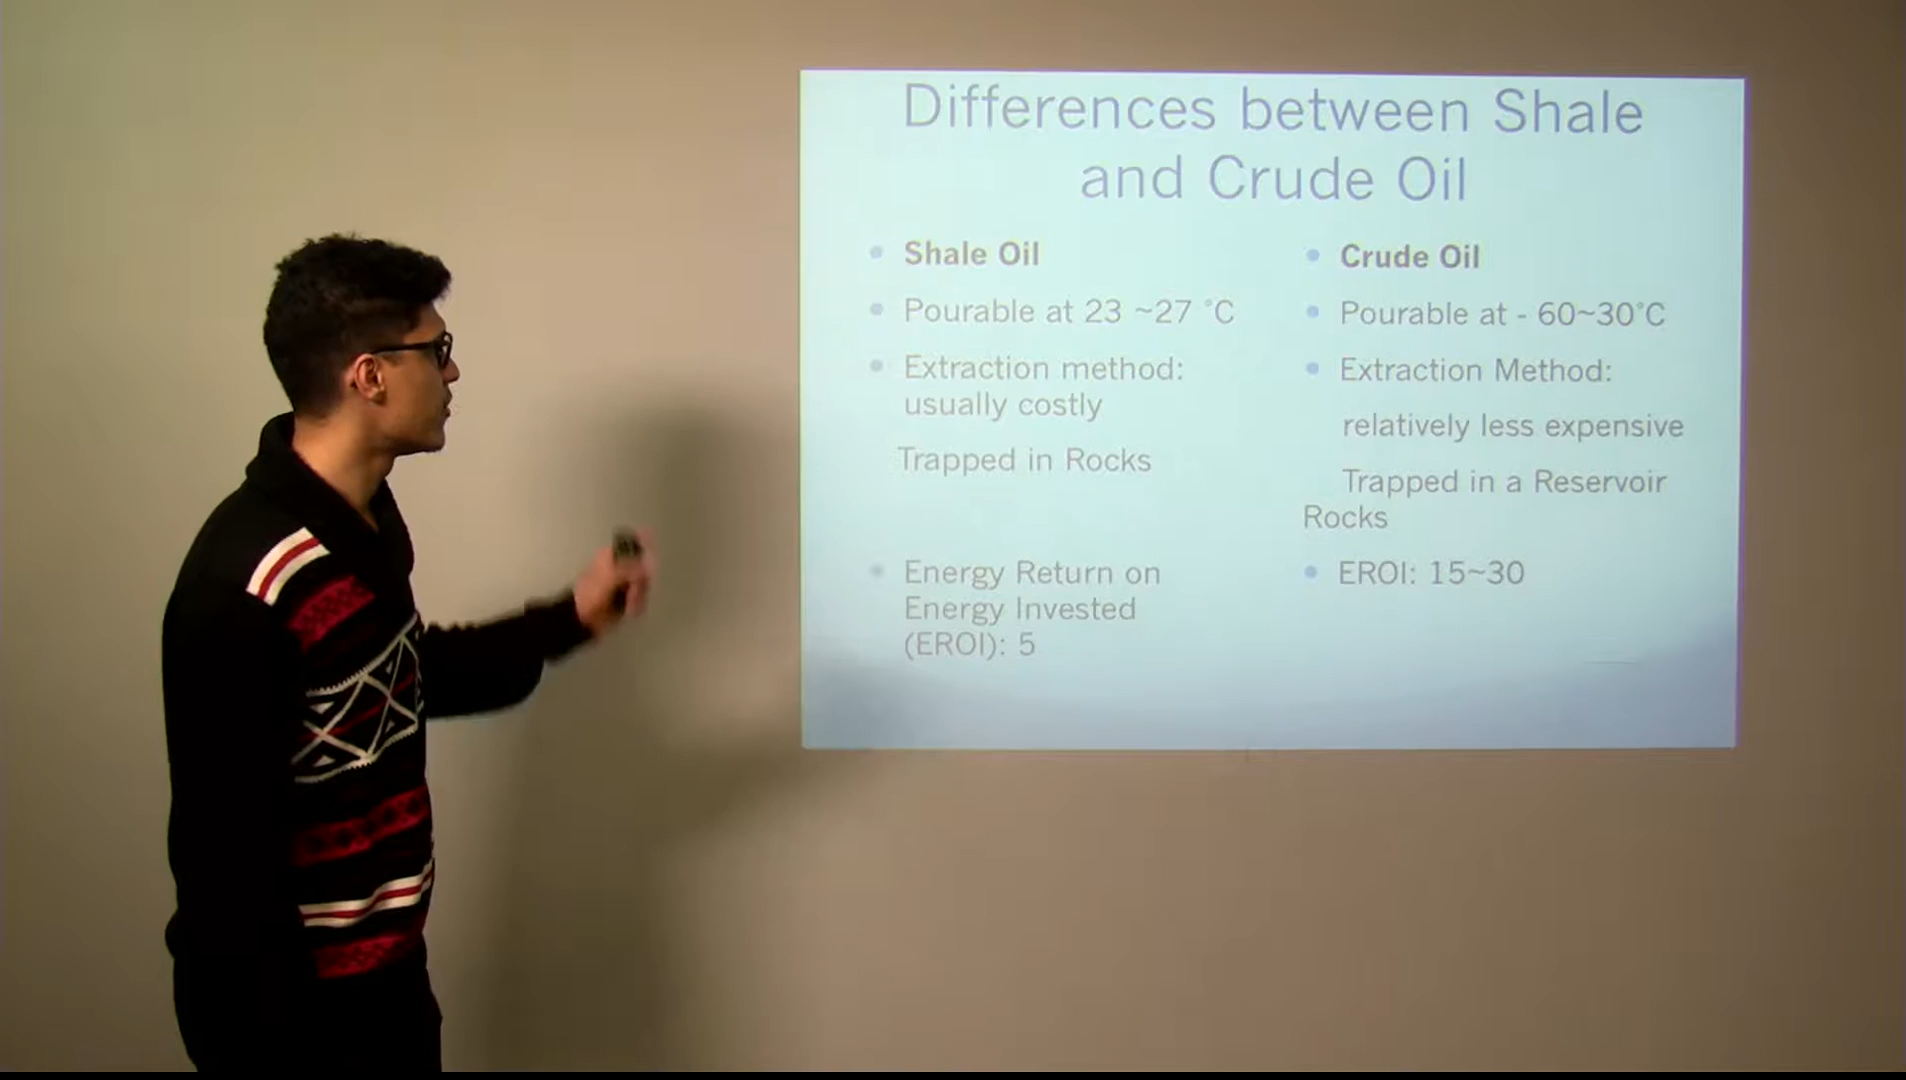 Differences between Shale
and Crude Oil
Shale Oil
Pourable at 23 ~27 °C
Extraction method:
usually costly
Trapped in Rocks
Energy Return on
Energy Invested
(EROI): 5
Crude Oil
Pourable at - 60~30°C
Extraction Method:
relatively less expensive
Trapped in a Reservoir
Rocks
EROI: 15~30